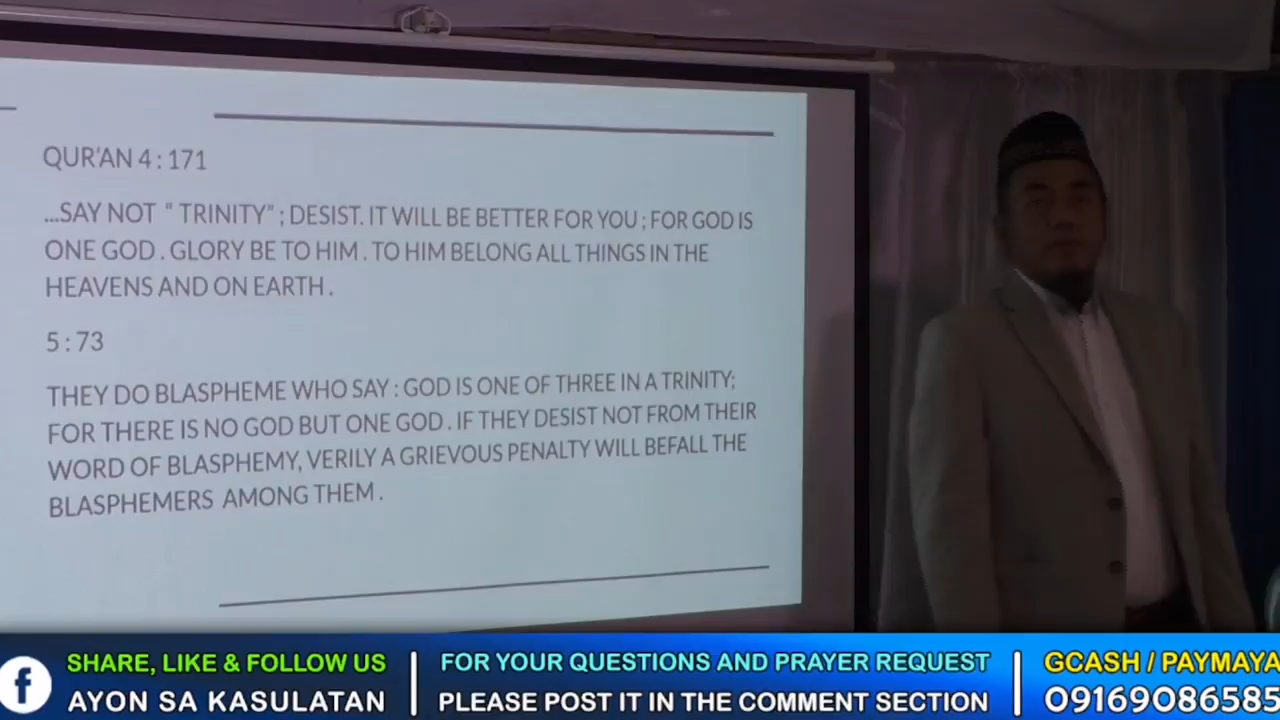 QUR'AN 4 : 171
...SAY NOT " TRINITY" ; DESIST. IT WILL BE BETTER FOR YOU ; FOR GOD IS
ONE GOD . GLORY BE TO HIM . TO HIM BELONG ALL THINGS IN THE
HEAVENS AND ON EARTH .
5 : 73
THEY DO BLASPHEME WHO SAY : GOD IS ONE OF THREE IN A TRINITY;
FOR THERE IS NO GOD BUT ONE GOD . IF THEY DESIST NOT FROM THEIR
WORD OF BLASPHEMY, VERILY A GRIEVOUS PENALTY WILL BEFALL THE
BLASPHEMERS AMONG THEM .
f
SHARE, LIKE & FOLLOW US
AYON SA KASULATAN
FOR YOUR QUESTIONS AND PRAYER REQUEST
PLEASE POST IT IN THE COMMENT SECTION
GCASH / PAYMAYA
09169086585